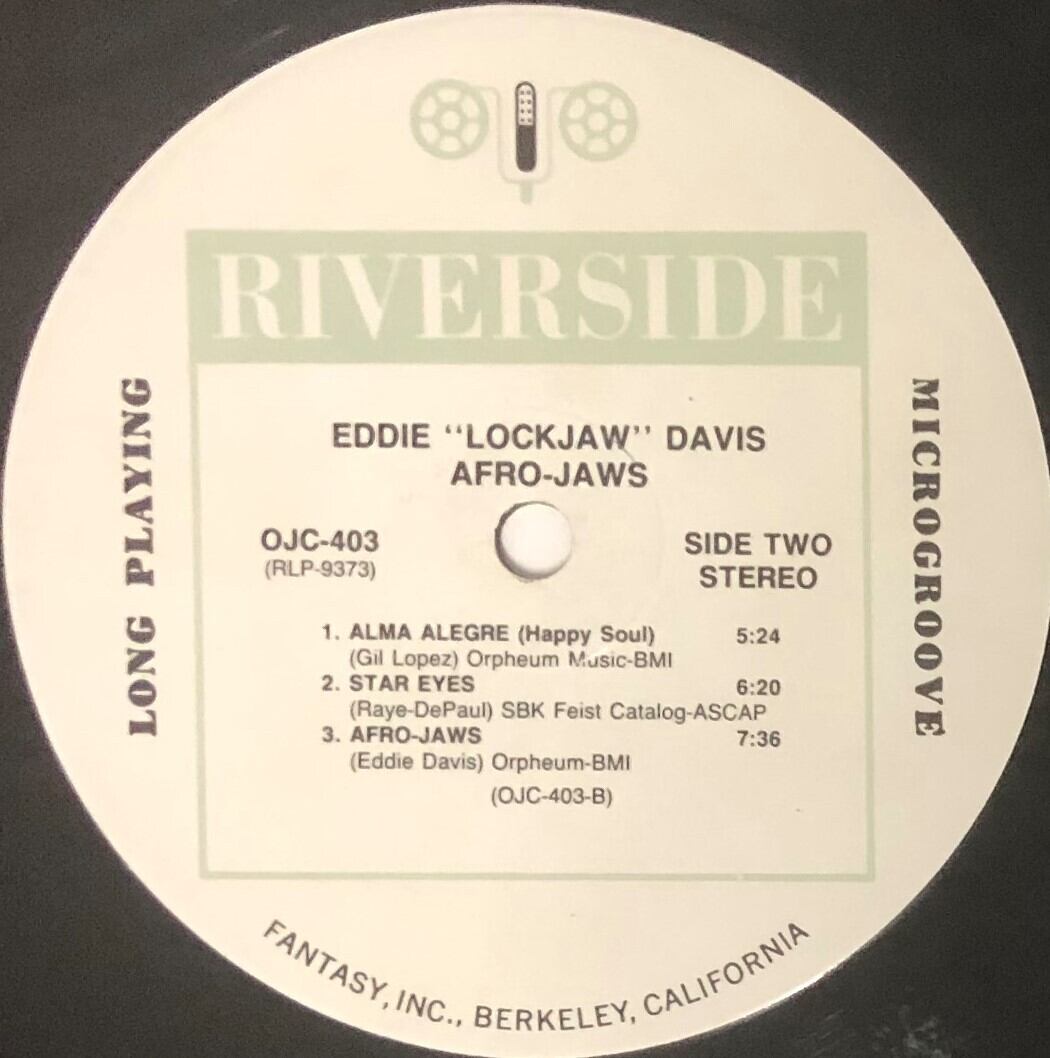 RIVERSIDE
LONG PLAYING
MICROGROOVE
EDDIE "LOCKJAW" DAVIS
AFRO-JAWS
OJC-403
(RLP-9373)
SIDE TWO
STEREO
1. ALMA ALEGRE (Happy Soul) 5:24
(Gil Lopez) Orpheum Music-BMI
2. STAR EYES 6:20
(Raye-DePaul) SBK Feist Catalog-ASCAP
3. AFRO-JAWS 7:36
(Eddie Davis) Orpheum-BMI
(OJC-403-B)
FANTASY, INC., BERKELEY, CALIFORNIA